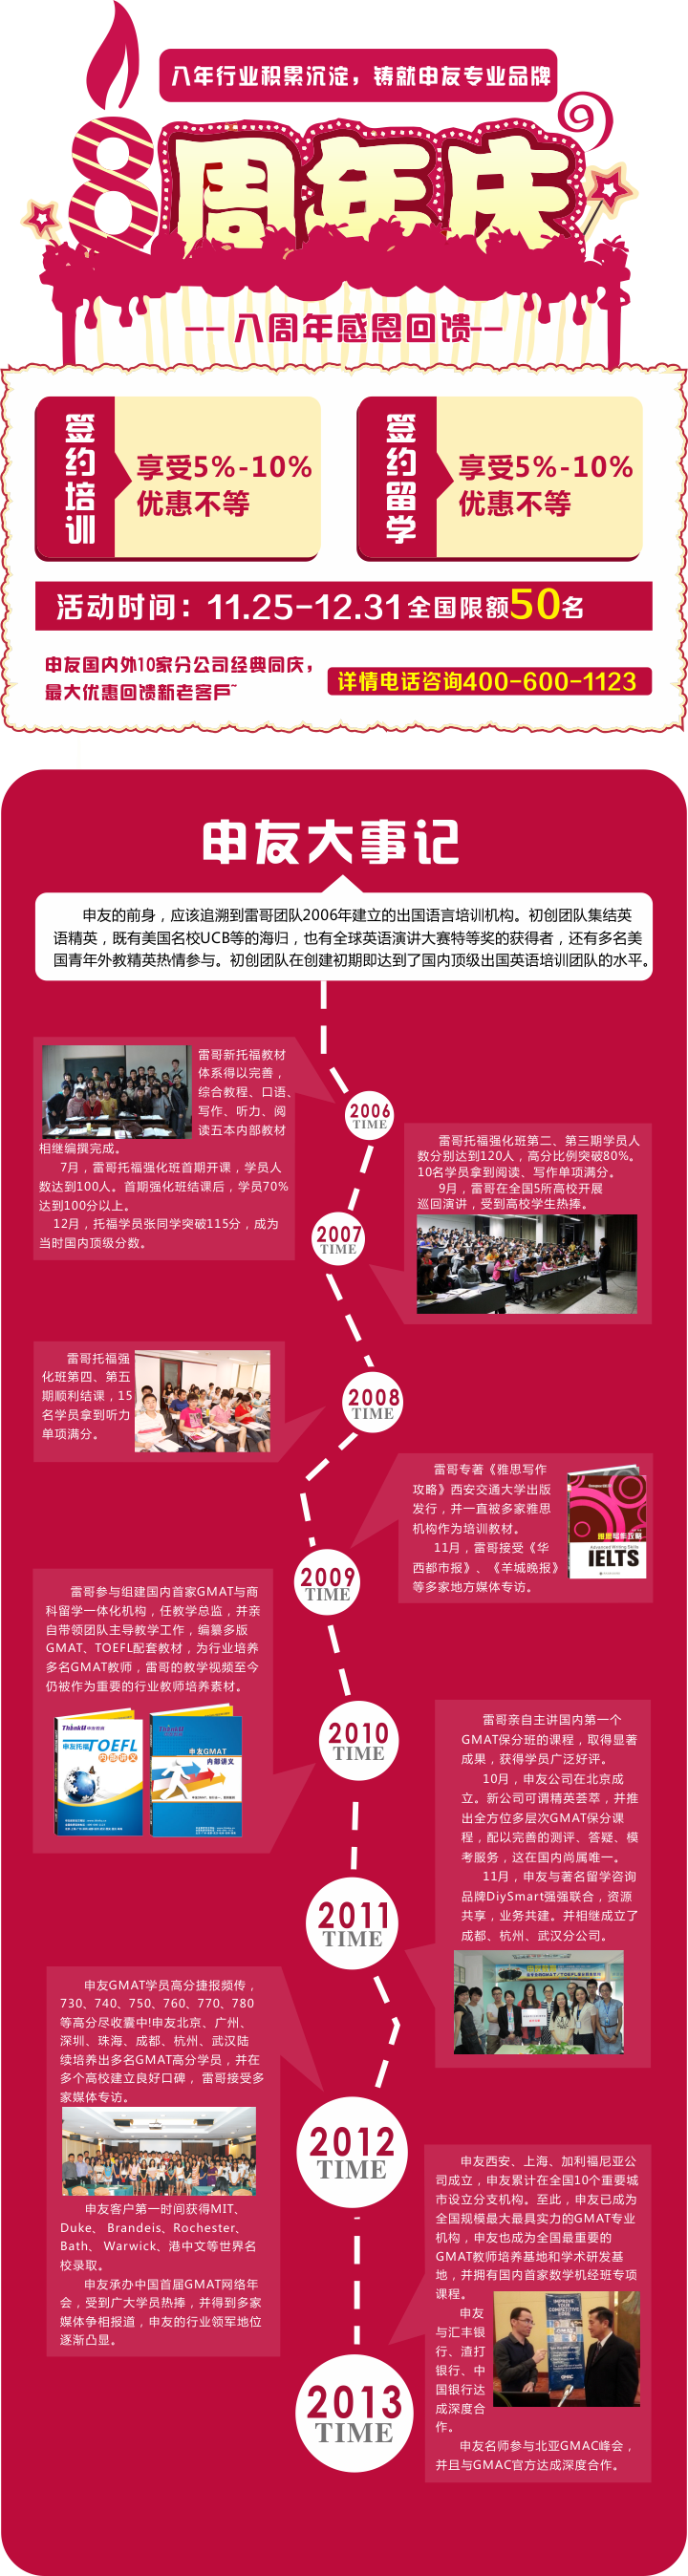 八年行业积累沉淀，铸就申友专业品牌
8周年庆
--八周年感恩回馈--
签约培训
享受5%-10%
优惠不等
签约留学
享受5%-10%
优惠不等
活动时间：11.25-12.31全国限额50名
申友国内外10家分公司经典同庆，
最大优惠回馈新老客户~
详情电话咨询400-600-1123
申友大事记
申友的前身，应该追溯到雷哥团队2006年建立的出国语言培训机构。初创团队集结英
语精英，既有美国名校UCB等的海归，也有全球英语演讲大赛特等奖的获得者，还有多名美
国青年外教精英热情参与。初创团队在创建初期即达到了国内顶级出国英语培训团队的水平。
雷哥新托福教材
体系得以完善，
综合教程、口语、
写作、听力、阅
读五本内部教材
相继编撰完成。
7月，雷哥托福强化班首期开课，学员人
数达到100人。首期强化班结课后，学员70%
达到100分以上。
12月，托福学员张同学突破115分，成为
当时国内顶级分数。
2006
TIME
雷哥托福强化班第二、第三期学员人
数分别达到120人，高分比例突破80%。
10名学员拿到阅读、写作单项满分。
9月，雷哥在全国5所高校开展
巡回演讲，受到高校学生热捧。
2007
TIME
雷哥托福强
化班第四、第五
期顺利结课，15
名学员拿到听力
单项满分。
2008
TIME
雷哥专著《雅思写作
攻略》西安交通大学出版
发行，并一直被多家雅思
机构作为培训教材。
11月，雷哥接受《华
西都市报》、《羊城晚报》
等多家地方媒体专访。
雅思写作攻略
Advanced Writing Skills
IELTS
2009
TIME
雷哥参与组建国内首家GMAT与商
科留学一体化机构，任教学总监，并亲
自带领团队主导教学工作，编纂多版
GMAT、TOEFL配套教材，为行业培养
多名GMAT教师，雷哥的教学视频至今
仍被作为重要的行业教师培养素材。
ThinkU申友教育
申友托福TOEFL
内部讲义
ThinkU申友教育
申友GMAT
内部讲义
2010
TIME
雷哥亲自主讲国内第一个
GMAT保分班的课程，取得显著
成果，获得学员广泛好评。
10月，申友公司在北京成
立。新公司可谓精英荟萃，并推
出全方位多层次GMAT保分课
程，配以完善的测评、答疑、模
考服务，这在国内尚属唯一。
11月，申友与著名留学咨询
品牌DiySmart强强联合，资源
共享，业务共建。并相继成立了
成都、杭州、武汉分公司。
2011
TIME
申友GMAT学员高分捷报频传，
730、740、750、760、770、780
等高分尽收囊中!申友北京、广州、
深圳、珠海、成都、杭州、武汉陆
续培养出多名GMAT高分学员，并在
多个高校建立良好口碑， 雷哥接受多
家媒体专访。
申友客户第一时间获得MIT、
Duke、 Brandeis、Rochester、
Bath、 Warwick、港中文等世界名
校录取。
申友承办中国首届GMAT网络年
会，受到广大学员热捧，并得到多家
媒体争相报道，申友的行业领军地位
逐渐凸显。
2012
TIME
申友西安、上海、加利福尼亚公
司成立，申友累计在全国10个重要城
市设立分支机构。至此，申友已成为
全国规模最大最具实力的GMAT专业
机构，申友也成为全国最重要的
GMAT教师培养基地和学术研发基
地，并拥有国内首家数学机经班专项
课程。
申友
与汇丰银
行、渣打
银行、中
国银行达
成深度合
作。
申友名师参与北亚GMAC峰会，
并且与GMAC官方达成深度合作。
IMPROVE
YOUR
COMPETITIVE
EDGE
2013
TIME